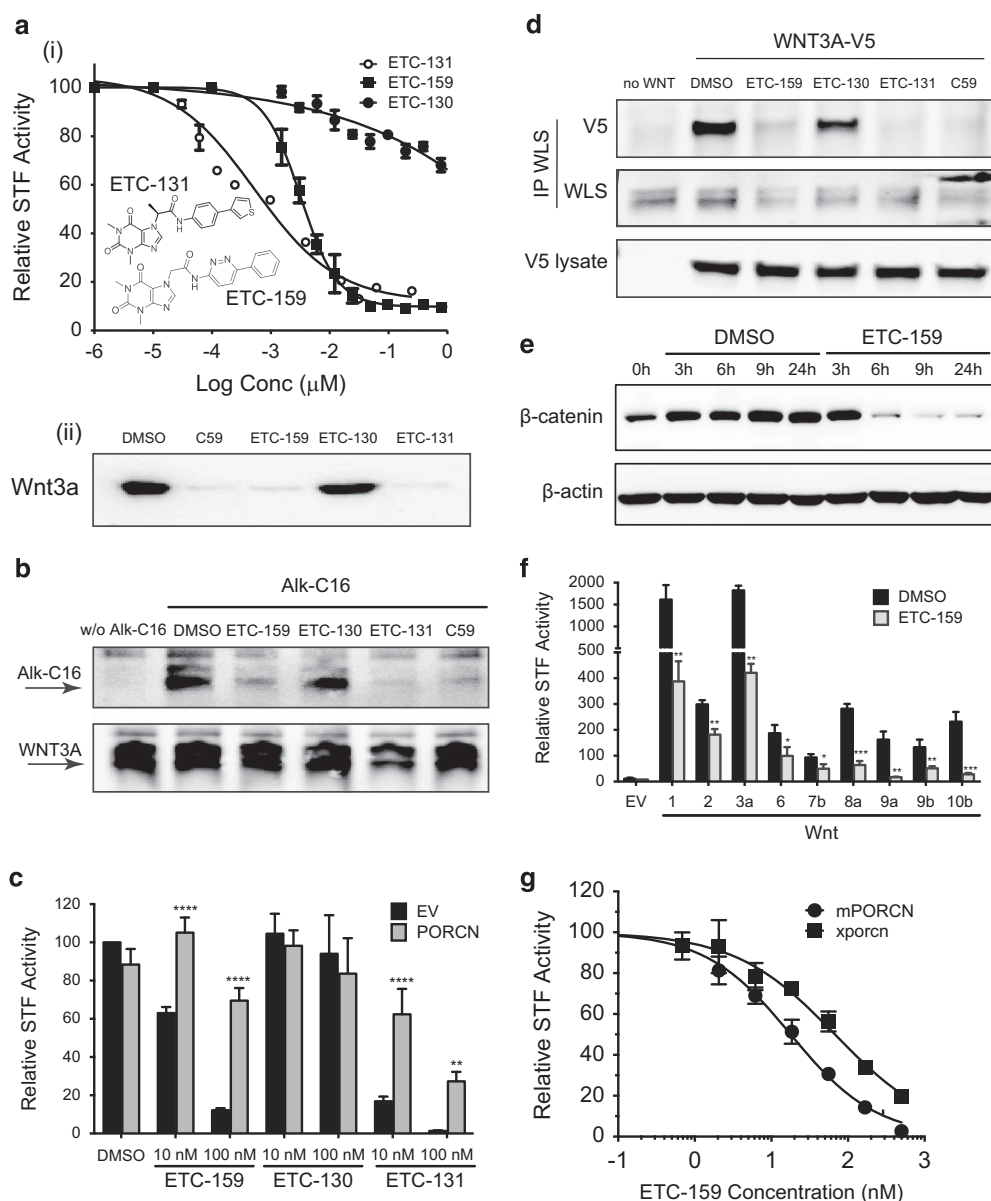 a
(i)
ETC-131
ETC-159
ETC-130
100
80
60
40
20
0
Relative STF Activity
ETC-131
ETC-159
-6 -5 -4 -3 -2 -1 0
Log Conc (μM)
(ii)
DMSO C59 ETC-159 ETC-130 ETC-131
Wnt3a
b
Alk-C16
w/o Alk-C16 DMSO ETC-159 ETC-130 ETC-131 C59
Alk-C16
WNT3A
c
EV
PORCN
120
100
80
60
40
20
0
Relative STF Activity
**** **** **** **
DMSO 10 nM 100 nM 10 nM 100 nM 10 nM 100 nM
ETC-159 ETC-130 ETC-131
d
WNT3A-V5
no WNT DMSO ETC-159 ETC-130 ETC-131 C59
IP WLS
V5
WLS
V5 lysate
e
DMSO ETC-159
0h 3h 6h 9h 24h 3h 6h 9h 24h
β-catenin
β-actin
f
DMSO
ETC-159
2000
1500
1000
500
400
300
200
100
0
Relative STF Activity
** ** ** * * *** ** ** ***
EV 1 2 3a 6 7b 8a 9a 9b 10b
Wnt
g
mPORCN
xporcn
120
100
80
60
40
20
0
Relative STF Activity
-1 0 1 2 3
ETC-159 Concentration (nM)